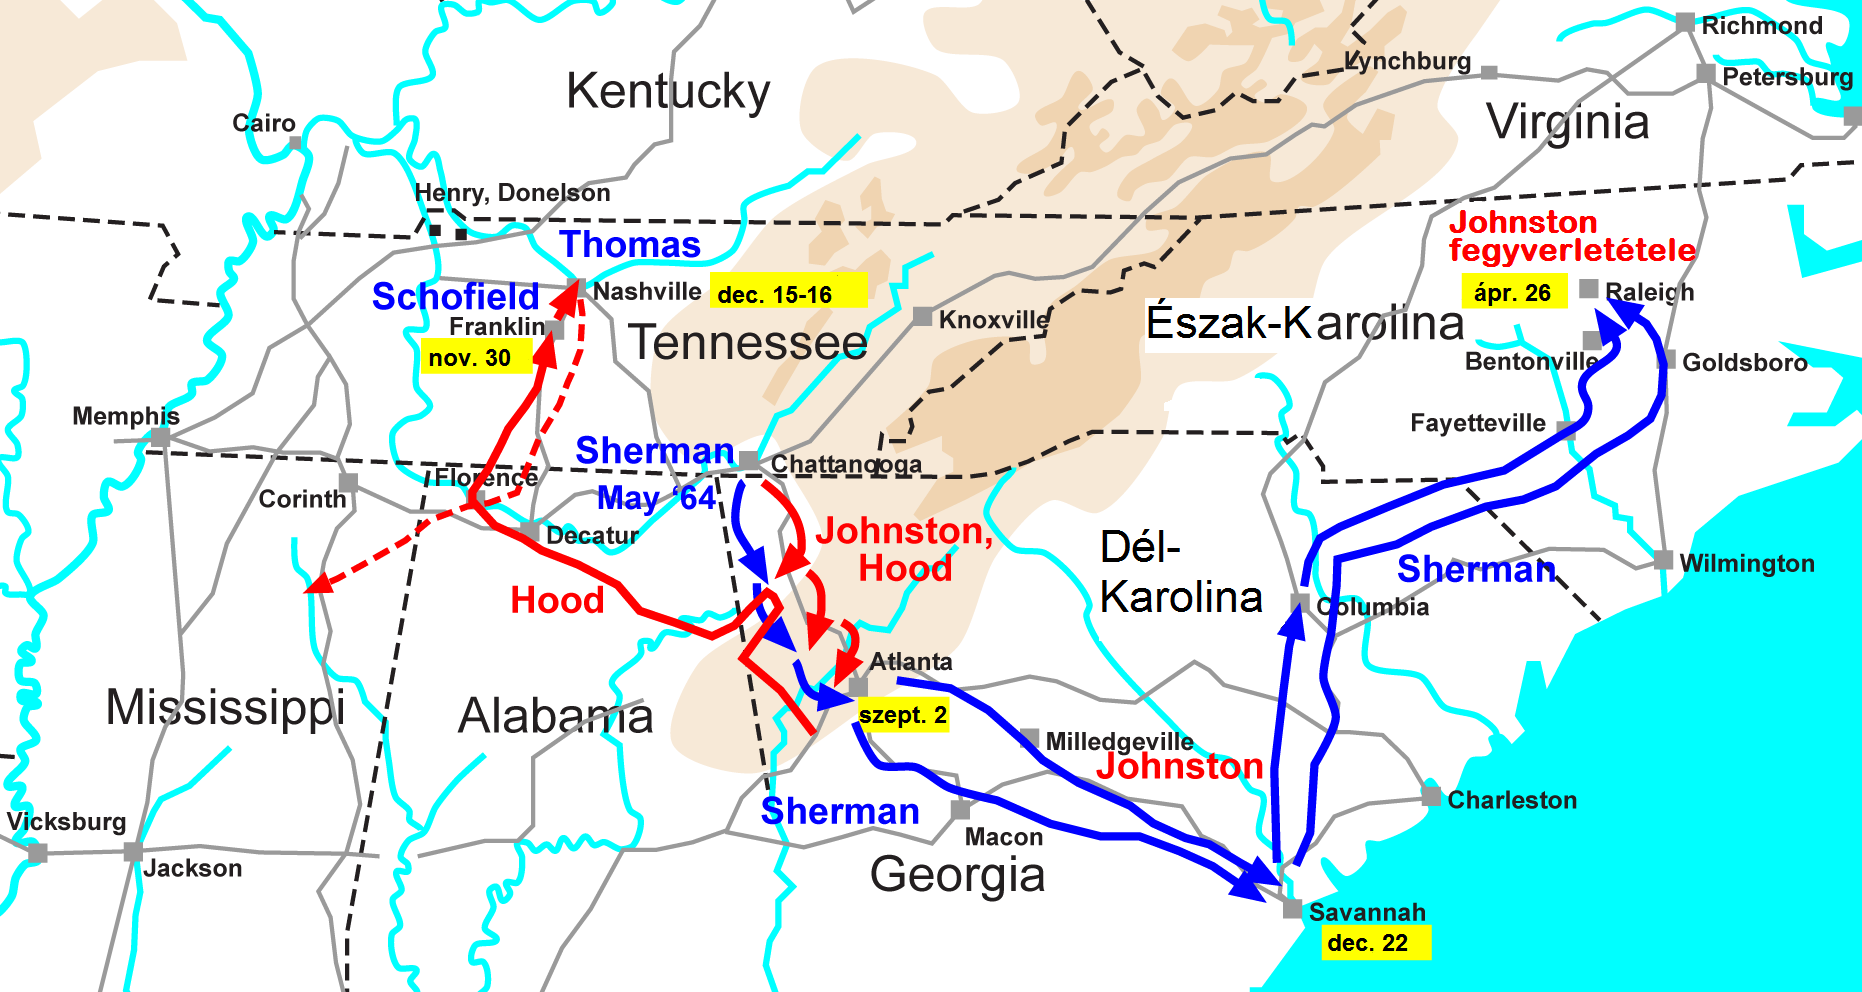 Richmond
Lynchburg
Petersburg
Kentucky
Virginia
Cairo
Henry, Donelson
Johnston
fegyverletétele
Thomas
ápr. 26
Raleigh
Schofield
Nashville
dec. 15-16
Franklin
nov. 30
Knoxville
Tennessee
Észak-Karolina
Bentonville
Goldsboro
Memphis
Fayetteville
Sherman
May ‘64
Chattanooga
Florence
Corinth
Decatur
Johnston,
Hood
Dél-
Karolina
Sherman
Wilmington
Hood
Columbia
Atlanta
szept. 2
Mississippi
Alabama
Milledgeville
Johnston
Sherman
Charleston
Macon
Vicksburg
Jackson
Georgia
Savannah
dec. 22